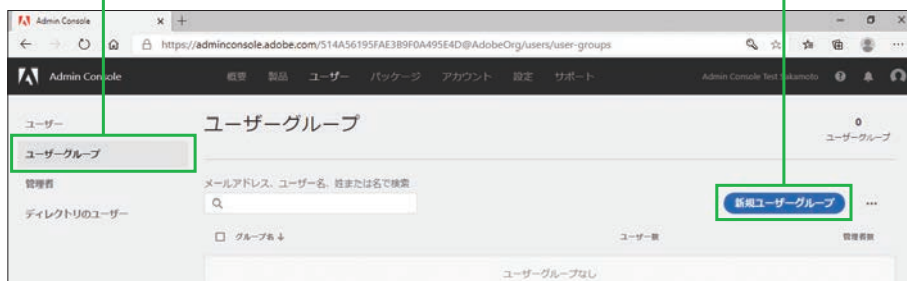 Admin Console
https://adminconsole.adobe.com/514A56195FAE3B9F0A495E4D@AdobeOrg/users/user-groups
Admin Console 概要 製品 ユーザー パッケージ アカウント 設定 サポート Admin Console Test Sakamoto
ユーザー
ユーザーグループ
管理者
ディレクトリのユーザー
ユーザーグループ
0
ユーザーグループ
メールアドレス、ユーザー名、姓または名で検索
新規ユーザーグループ
グループ名↓ ユーザー数 管理者数
ユーザーグループなし